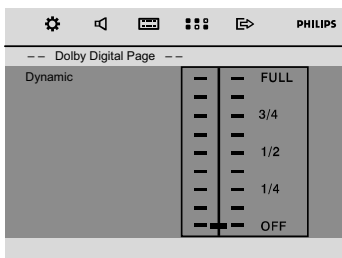 PHILIPS
-- Dolby Digital Page --
Dynamic
FULL
3/4
1/2
1/4
OFF